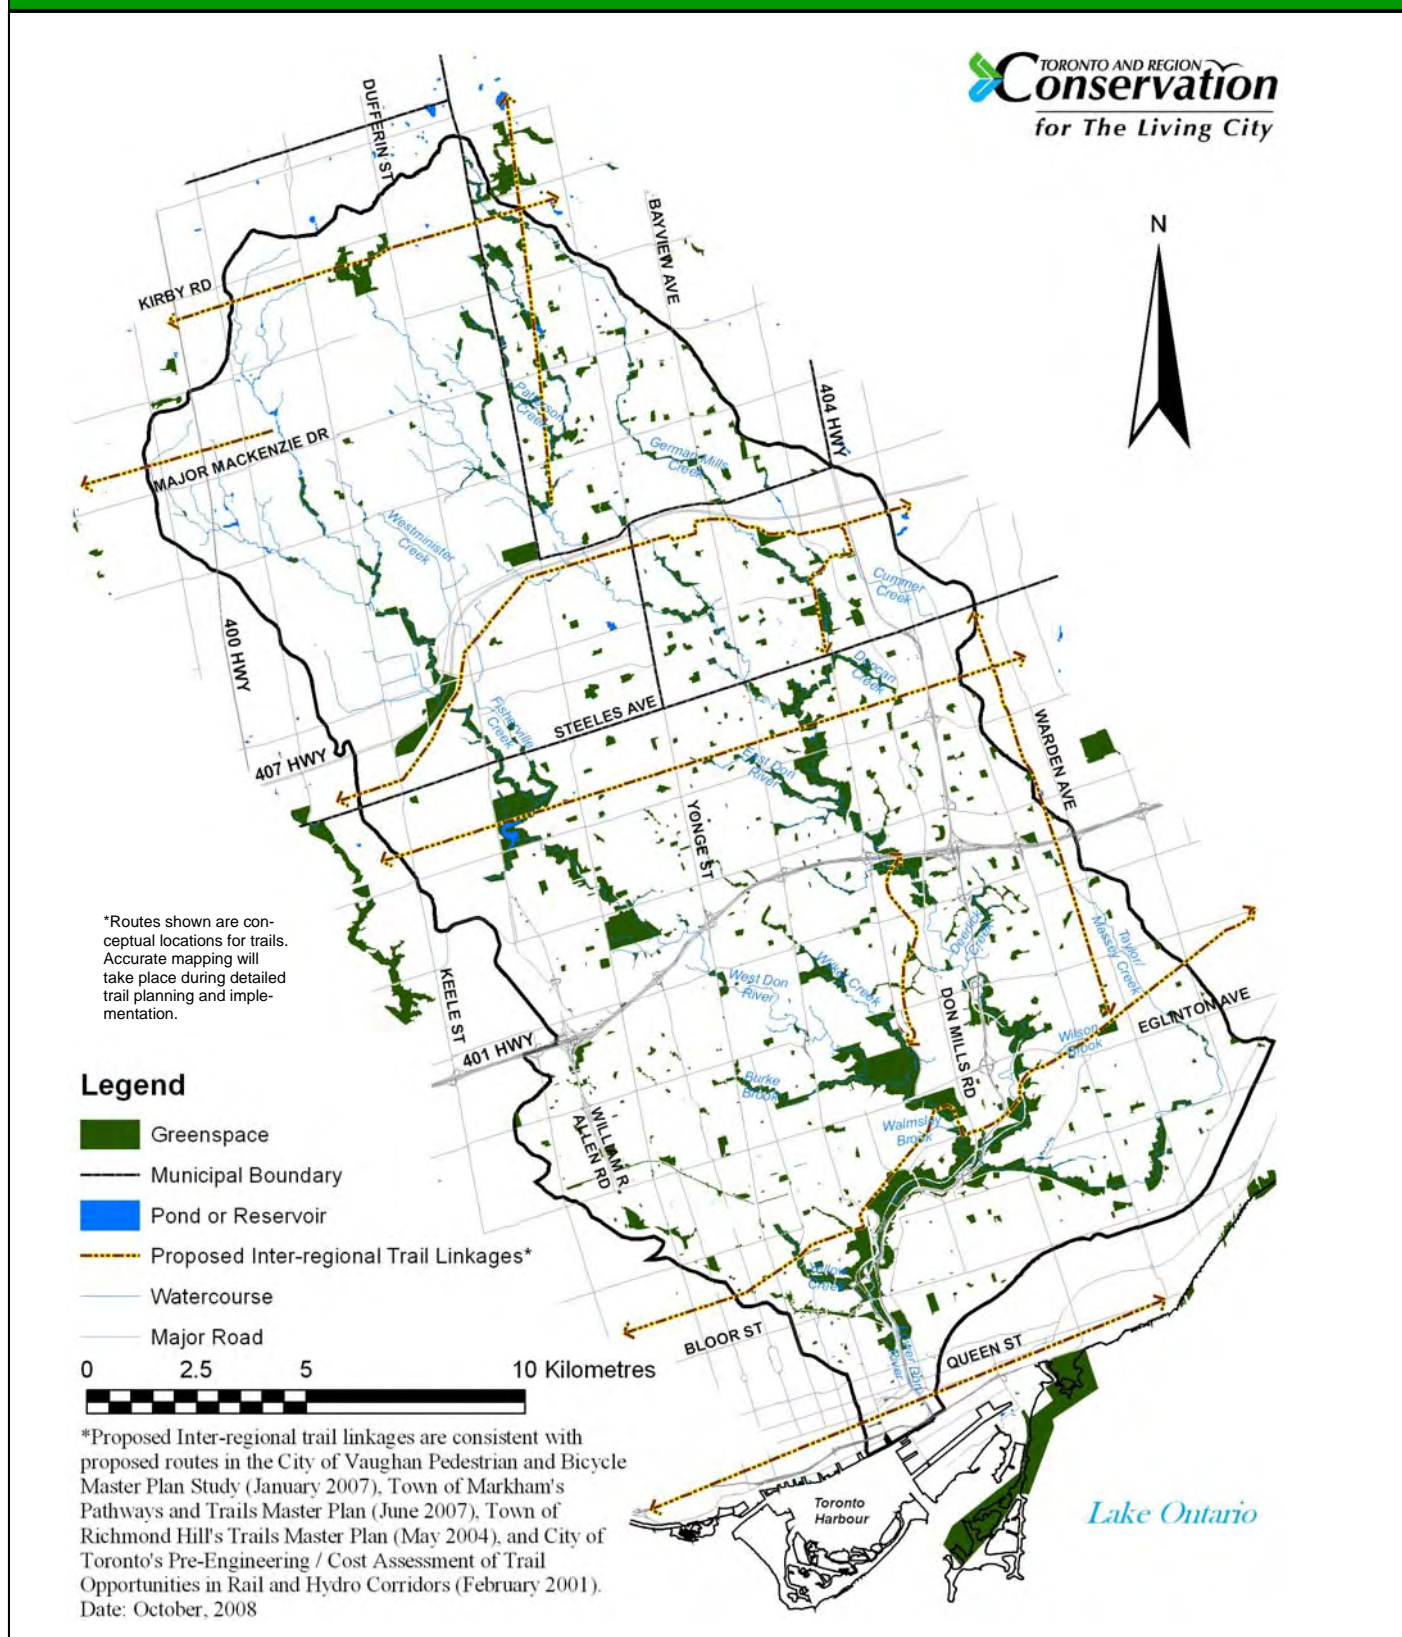 TORONTO AND REGION
Conservation
for The Living City
N
DUFFERIN ST
BAYVIEW AVE
KIRBY RD
404 HWY
Patterson
Creek
German Mills
Creek
MAJOR MACKENZIE DR
Westminister
Creek
Cummer
Creek
400 HWY
Duncan
Creek
Fisherville
Creek
STEELES AVE
WARDEN AVE
407 HWY
East Don
River
YONGE ST
*Routes shown are con-
ceptual locations for trails.
Accurate mapping will
take place during detailed
trail planning and imple-
mentation.
Deerlick
Creek
Taylor/
Massey Creek
West Don
River
Wilket Creek
KEELE ST
DON MILLS RD
EGLINTON AVE
Wilson
Brook
401 HWY
Burke
Brook
WILLIAM R.
ALLEN RD
Walmsley
Brook
Legend
Greenspace
Municipal Boundary
Pond or Reservoir
Proposed Inter-regional Trail Linkages*
Watercourse
Major Road
Yellow
Creek
Lower Don
River
BLOOR ST
QUEEN ST
0 2.5 5 10 Kilometres
*Proposed Inter-regional trail linkages are consistent with
proposed routes in the City of Vaughan Pedestrian and Bicycle
Master Plan Study (January 2007), Town of Markham's
Pathways and Trails Master Plan (June 2007), Town of
Richmond Hill's Trails Master Plan (May 2004), and City of
Toronto's Pre-Engineering / Cost Assessment of Trail
Opportunities in Rail and Hydro Corridors (February 2001).
Date: October, 2008
Toronto
Harbour
Lake Ontario